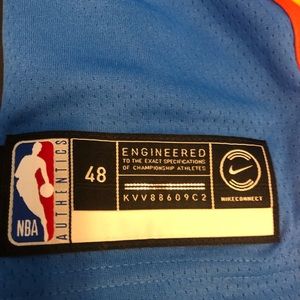 NBA
AUTHENTICS
48
ENGINEERED
TO THE EXACT SPECIFICATIONS
OF CHAMPIONSHIP ATHLETES
KVV88609C2
NIKECONNECT